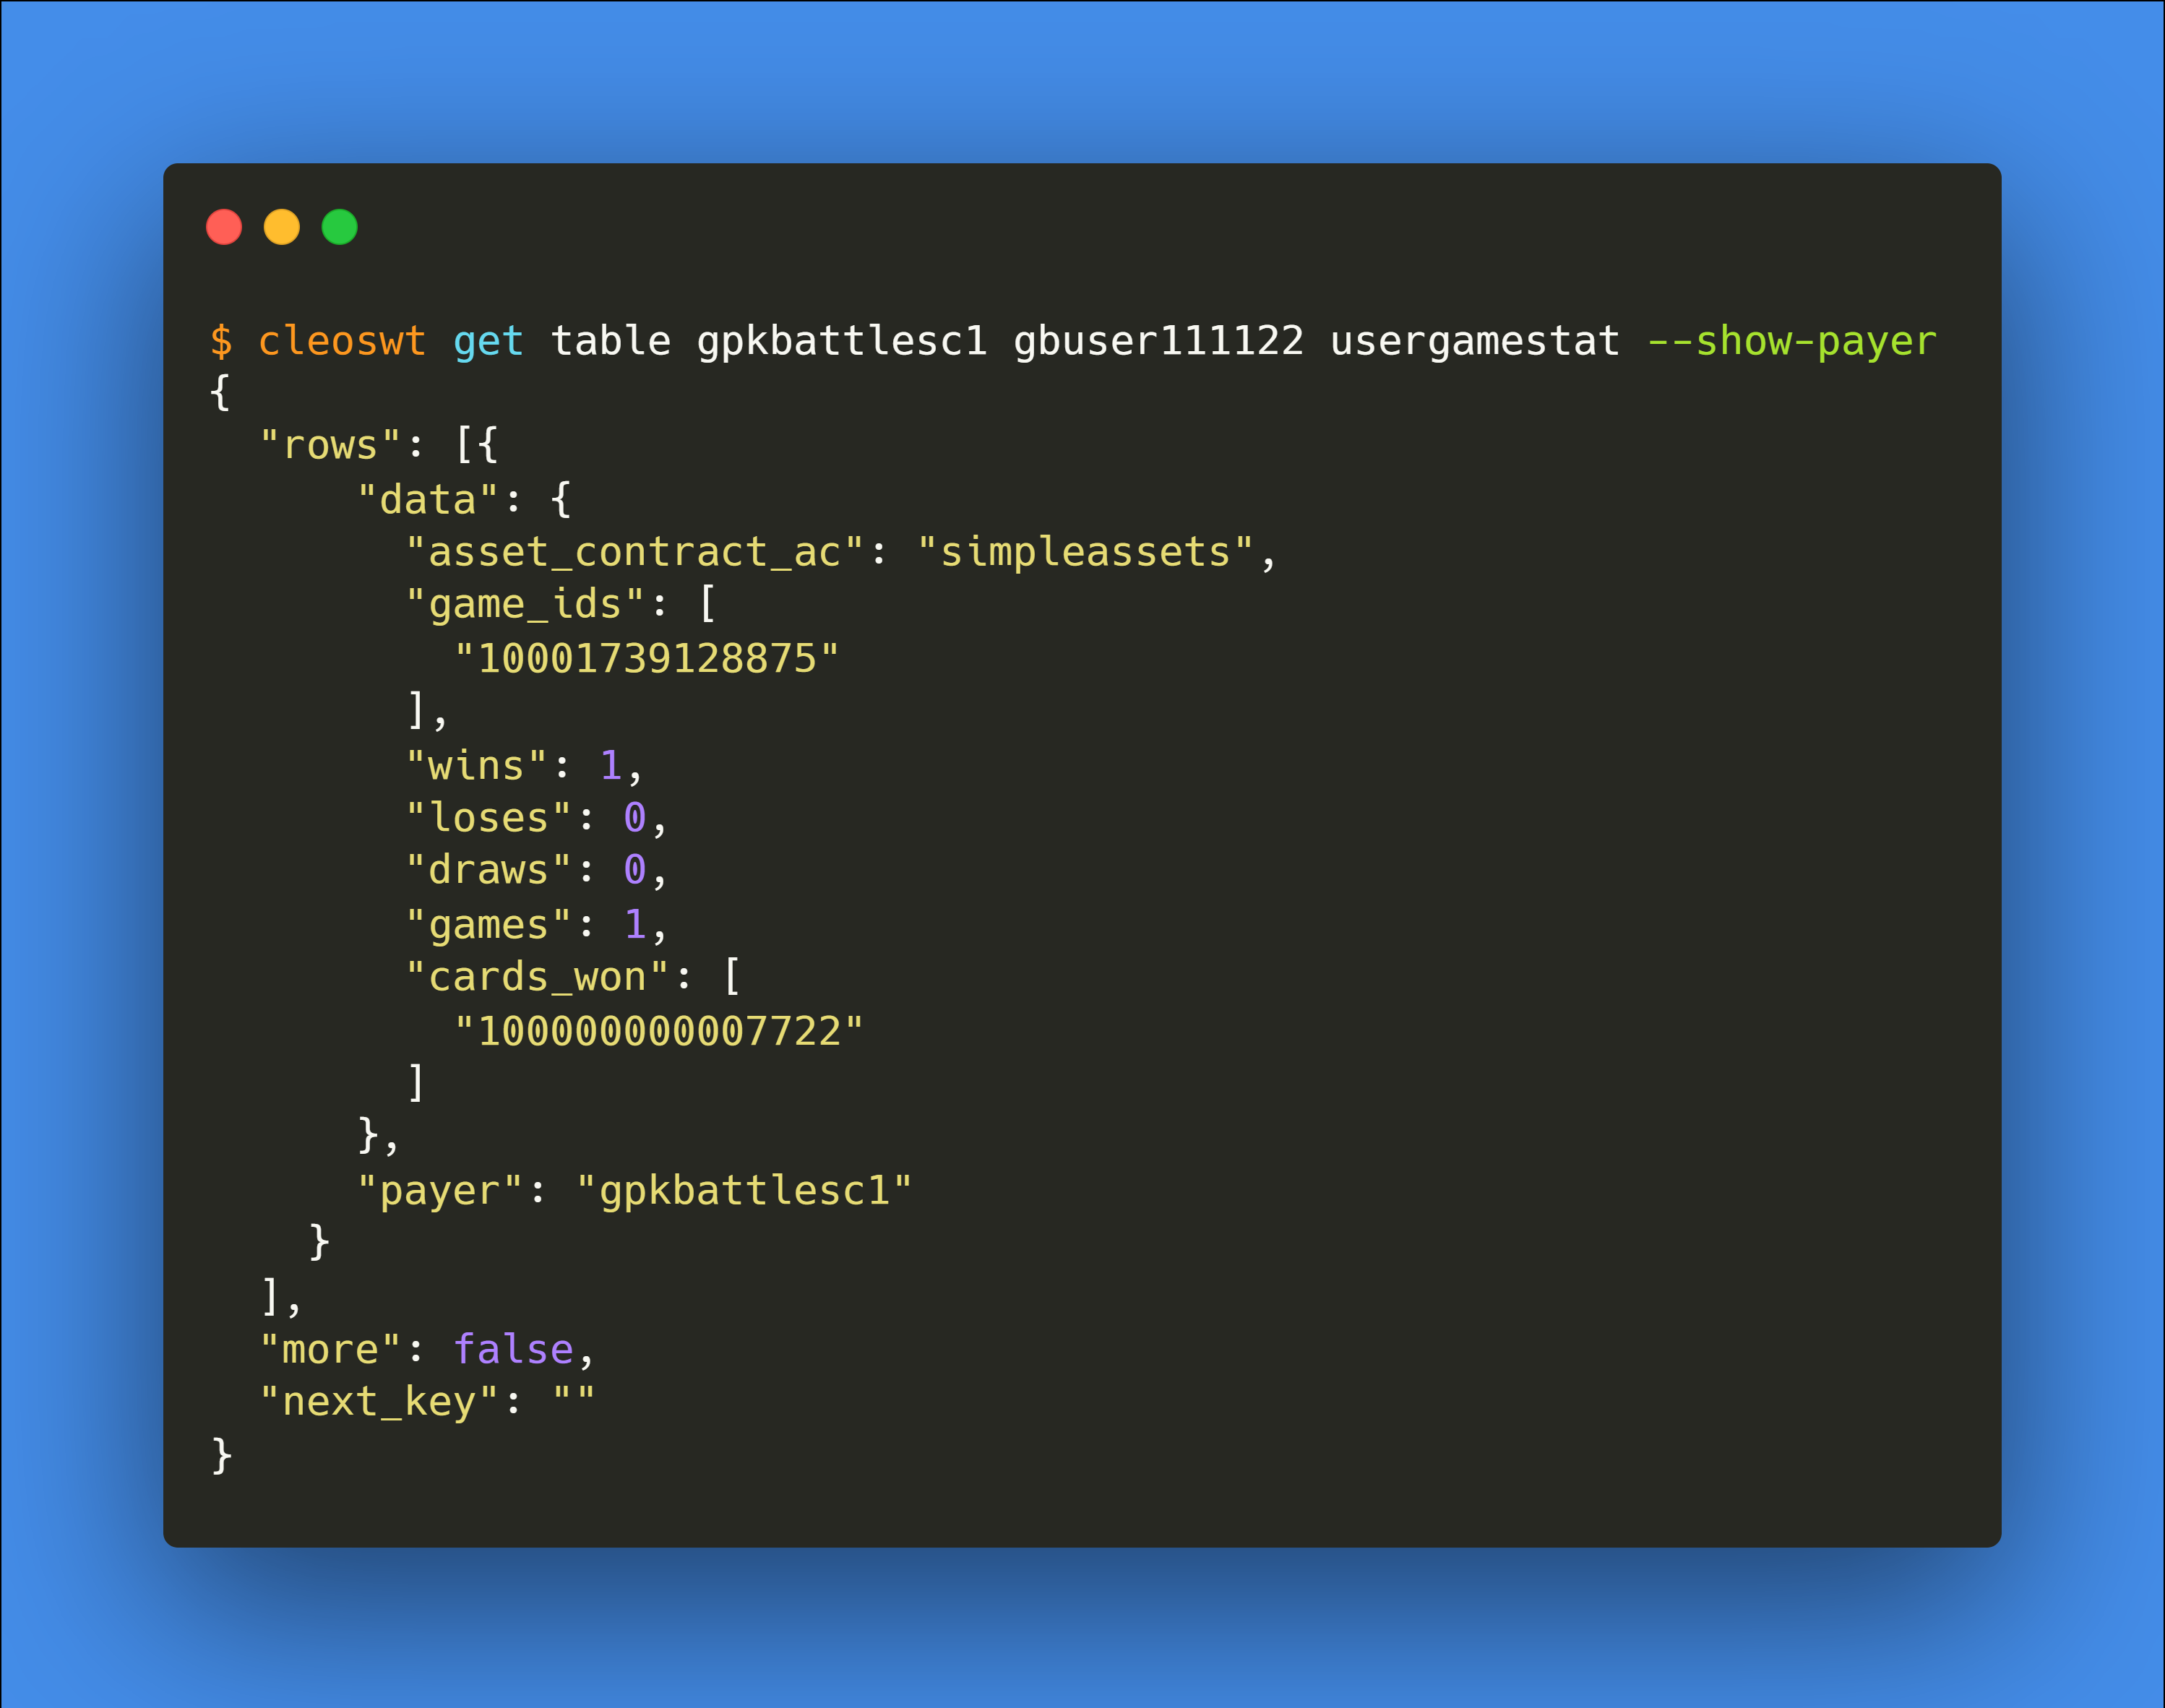 $ cleoswt get table gpkbattlesc1 gbuser111122 usergamestat --show-payer
{
  "rows": [{
      "data": {
        "asset_contract_ac": "simpleassets",
        "game_ids": [
          "10001739128875"
        ],
        "wins": 1,
        "loses": 0,
        "draws": 0,
        "games": 1,
        "cards_won": [
          "100000000007722"
        ]
      },
      "payer": "gpkbattlesc1"
    }
  ],
  "more": false,
  "next_key": ""
}